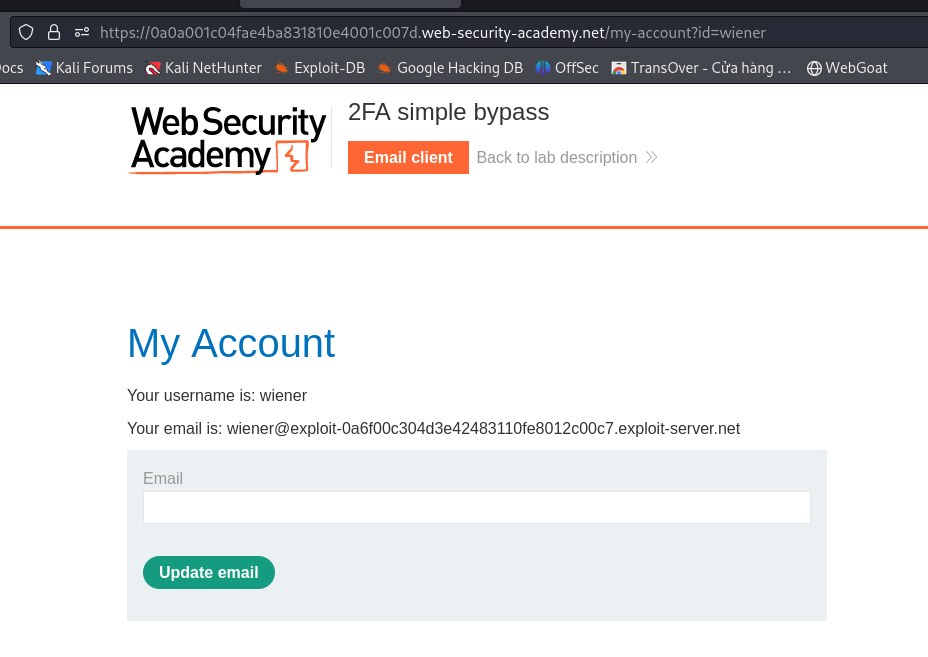 https://0a0a001c04fae4ba831810e4001c007d.web-security-academy.net/my-account?id=wiener
ocs Kali Forums Kali NetHunter Exploit-DB Google Hacking DB OffSec TransOver - Cửa hàng ... WebGoat
WebSecurity
Academy
2FA simple bypass
Email client Back to lab description
My Account
Your username is: wiener
Your email is: wiener@exploit-0a6f00c304d3e42483110fe8012c00c7.exploit-server.net
Email
Update email